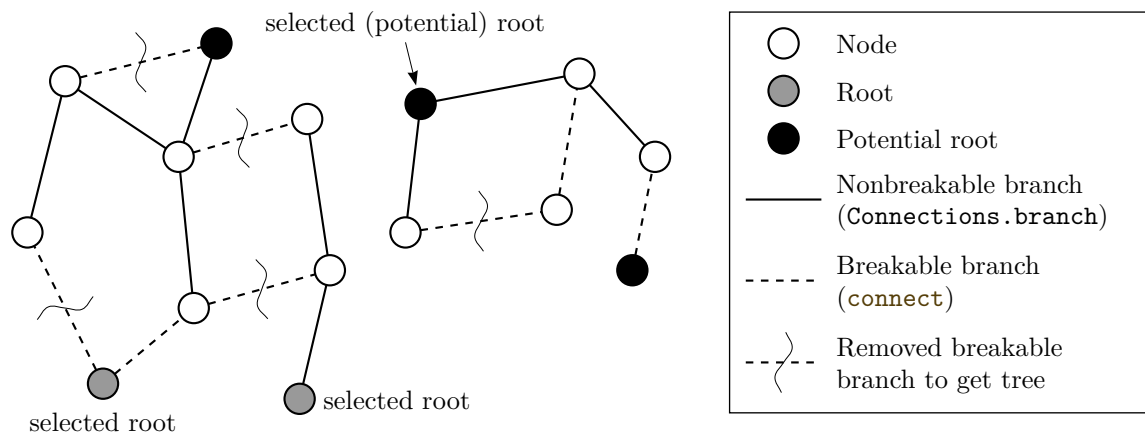 selected (potential) root
selected root
selected root
Node
Root
Potential root
Nonbreakable branch
(Connections.branch)
Breakable branch
(connect)
Removed breakable
branch to get tree